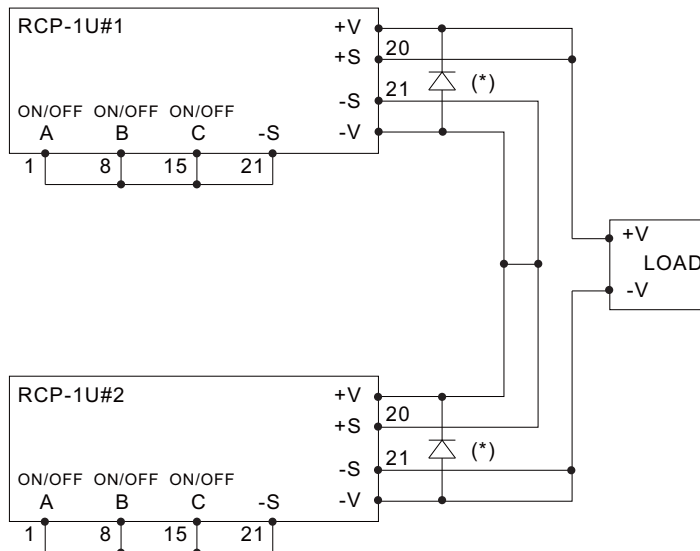 RCP-1U#1
+V
+S
20
21
(*)
-S
-V
ON/OFF ON/OFF ON/OFF
A B C -S
1 8 15 21
+V
LOAD
-V
RCP-1U#2
+V
+S
20
21
(*)
-S
-V
ON/OFF ON/OFF ON/OFF
A B C -S
1 8 15 21